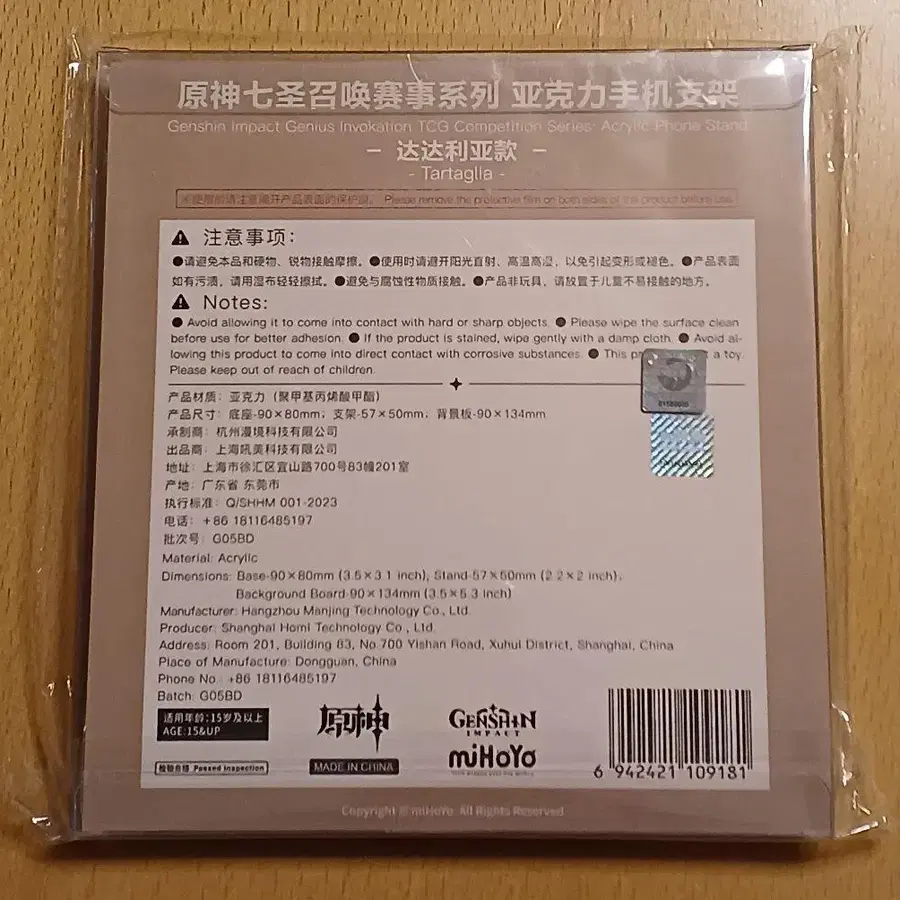 原神七圣召唤赛事系列 亚克力手机支架
Genshin Impact Genius Invokation TCG Competition Series: Acrylic Phone Stand
- 达达利亚款 -
- Tartaglia -
※使用前请注意撕开产品表面的保护膜。 Please remove the protective film on both sides of the product before use.
注意事项：
●请避免本品和硬物、锐物接触摩擦。●使用时请避开阳光直射、高温高湿，以免引起变形或褪色。●产品表面
如有污渍，请用湿布轻轻擦拭。●避免与腐蚀性物质接触。●产品非玩具，请放置于儿童不易接触的地方。
Notes:
● Avoid allowing it to come into contact with hard or sharp objects. ● Please wipe the surface clean
before use for better adhesion. ● If the product is stained, wipe gently with a damp cloth. ● Avoid al-
lowing this product to come into direct contact with corrosive substances. ● This a toy.
Please keep out of reach of children.
产品材质：亚克力（聚甲基丙烯酸甲酯）
产品尺寸：底座-90×80mm；支架-57×50mm；背景板-90×134mm
承制商：杭州漫境科技有限公司
出品商：上海吼美科技有限公司
地址：上海市徐汇区宜山路700号83幢201室
产地：广东省 东莞市
执行标准：Q/SHHM 001-2023
电话：+86 18116485197
批次号：G05BD
Material: Acrylic
Dimensions: Base-90×80mm (3.5×3.1 inch), Stand-57×50mm (2.2×2 inch),
Background Board-90×134mm (3.5×5.3 inch)
Manufacturer: Hangzhou Manjing Technology Co., Ltd.
Producer: Shanghai Homi Technology Co., Ltd.
Address: Room 201, Building 83, No.700 Yishan Road, Xuhui District, Shanghai, China
Place of Manufacture: Dongguan, China
Phone No.: +86 18116485197
Batch: G05BD
适用年龄：15岁及以上
AGE:15&UP
原神
GENSHIN
IMPACT
检验合格 Passed Inspection
MADE IN CHINA
miHoYo
6 942421 109181
Copyright © miHoYo. All Rights Reserved